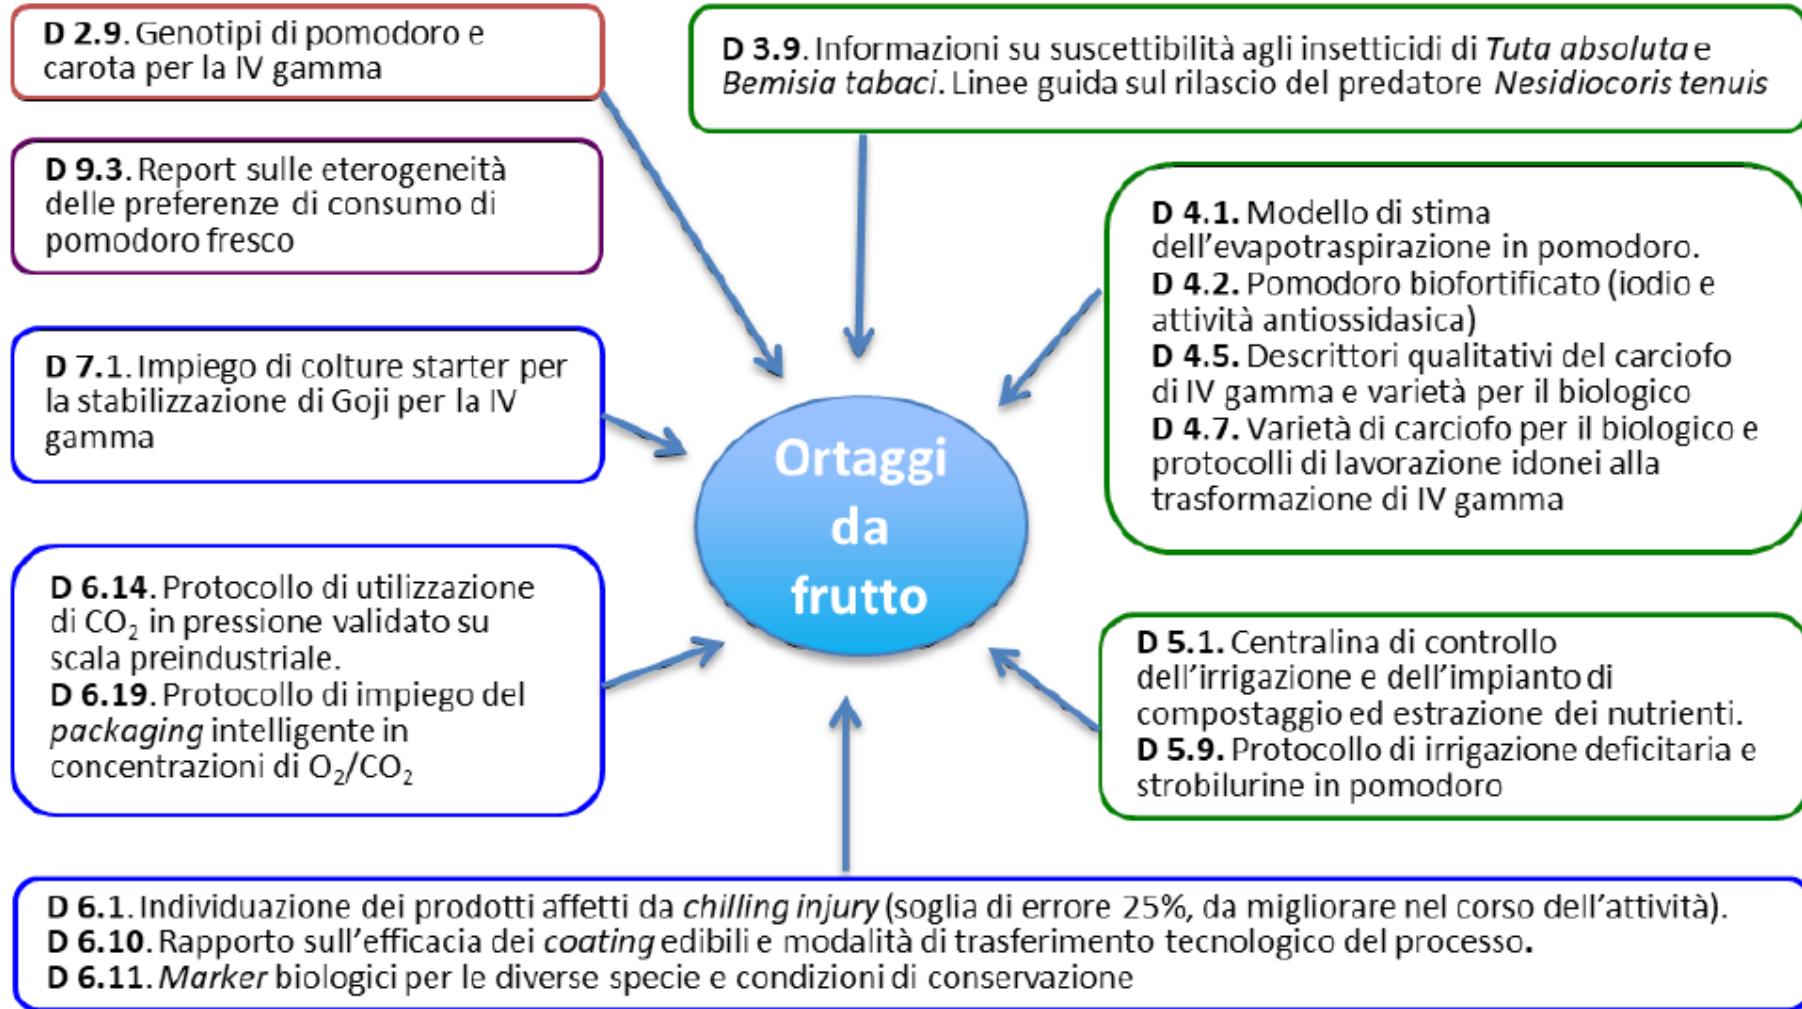 D 2.9. Genotipi di pomodoro e
carota per la IV gamma
D 3.9. Informazioni su suscettibilità agli insetticidi di Tuta absoluta e
Bemisia tabaci. Linee guida sul rilascio del predatore Nesidiocoris tenuis
D 9.3. Report sulle eterogeneità
delle preferenze di consumo di
pomodoro fresco
D 4.1. Modello di stima
dell'evapotraspirazione in pomodoro.
D 4.2. Pomodoro biofortificato (iodio e
attività antiossidasica)
D 4.5. Descrittori qualitativi del carciofo
di IV gamma e varietà per il biologico
D 4.7. Varietà di carciofo per il biologico e
protocolli di lavorazione idonei alla
trasformazione di IV gamma
D 7.1. Impiego di colture starter per
la stabilizzazione di Goji per la IV
gamma
Ortaggi
da
frutto
D 6.14. Protocollo di utilizzazione
di CO₂ in pressione validato su
scala preindustriale.
D 6.19. Protocollo di impiego del
packaging intelligente in
concentrazioni di O₂/CO₂
D 5.1. Centralina di controllo
dell'irrigazione e dell'impianto di
compostaggio ed estrazione dei nutrienti.
D 5.9. Protocollo di irrigazione deficitaria e
strobilurine in pomodoro
D 6.1. Individuazione dei prodotti affetti da chilling injury (soglia di errore 25%, da migliorare nel corso dell'attività).
D 6.10. Rapporto sull'efficacia dei coating edibili e modalità di trasferimento tecnologico del processo.
D 6.11. Marker biologici per le diverse specie e condizioni di conservazione